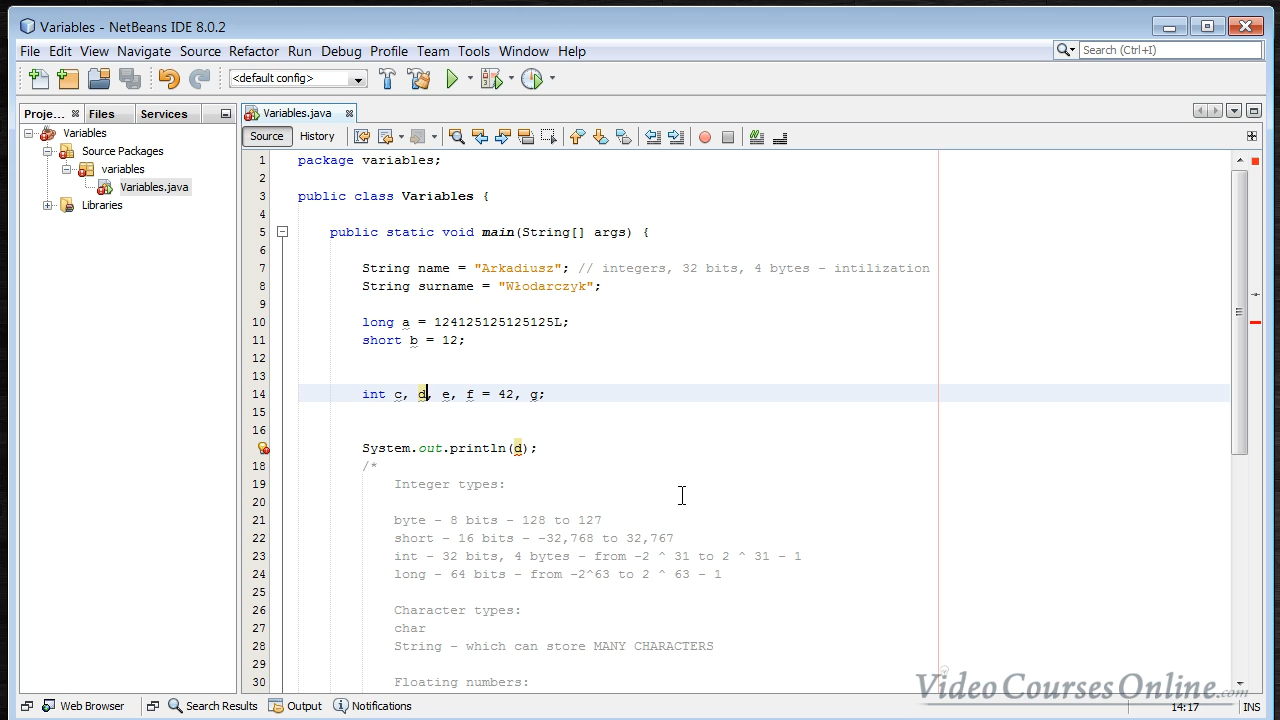 Variables - NetBeans IDE 8.0.2
File Edit View Navigate Source Refactor Run Debug Profile Team Tools Window Help
Search (Ctrl+I)
<default config>
Proje... Files Services
Variables.java
Variables
Source Packages
variables
Variables.java
Libraries
Source History
1 package variables;
2
3 public class Variables {
4
5 public static void main(String[] args) {
6
7 String name = "Arkadiusz"; // integers, 32 bits, 4 bytes - intilization
8 String surname = "Włodarczyk";
9
10 long a = 124125125125125L;
11 short b = 12;
12
13
14 int c, d, e, f = 42, g;
15
16
System.out.println(d);
18 /*
19 Integer types:
20
21 byte - 8 bits - 128 to 127
22 short - 16 bits - -32,768 to 32,767
23 int - 32 bits, 4 bytes - from -2 ^ 31 to 2 ^ 31 - 1
24 long - 64 bits - from -2^63 to 2 ^ 63 - 1
25
26 Character types:
27 char
28 String - which can store MANY CHARACTERS
29
30 Floating numbers:
VideoCoursesOnline.com
Web Browser Search Results Output Notifications
14:17 INS